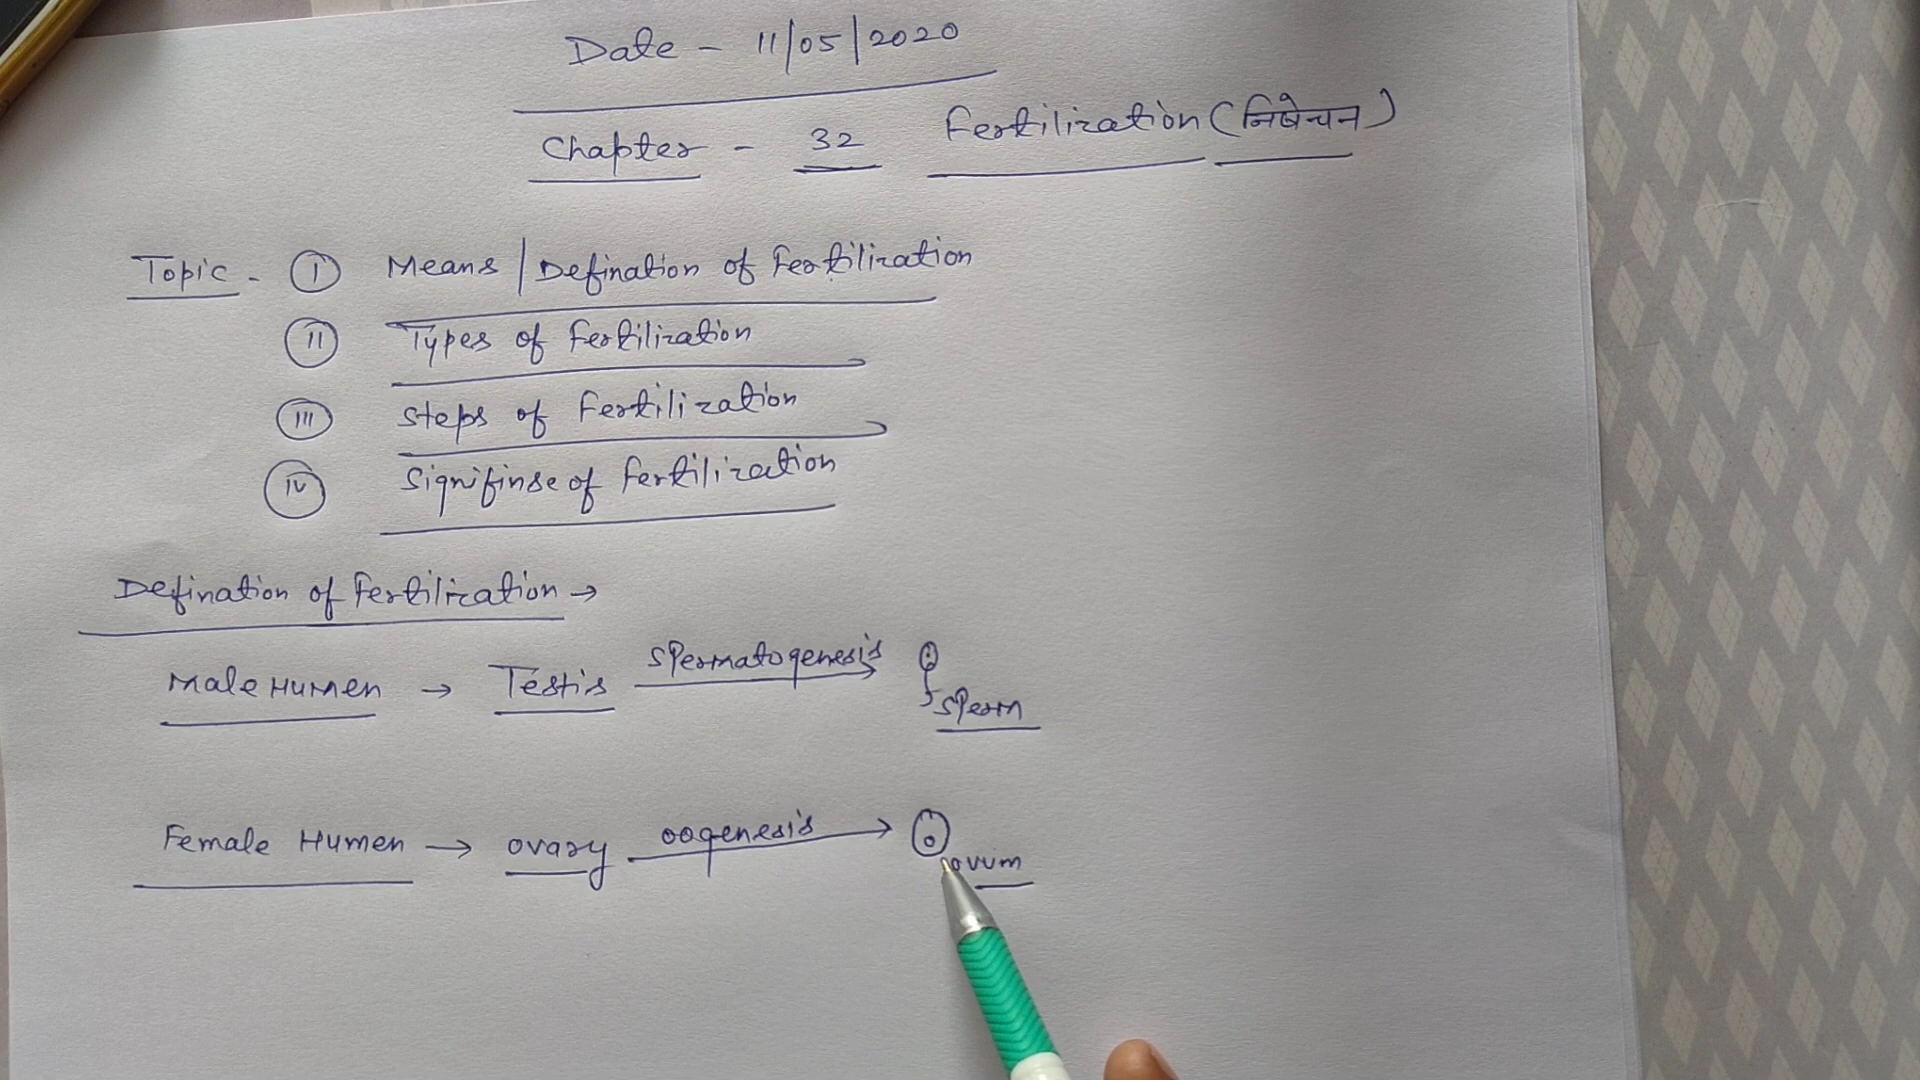 Date - 11/05/2020
Chapter - 32 Fertilization (निषेचन)
Topic - I Means / Defination of Fertilization
II Types of Fertilization
III Steps of Fertilization
IV Signifinse of Fertilization
Defination of Fertilization →
Male Humen → Testis spermatogenesis → sperm
Female Humen → ovary oogenesis → ovum